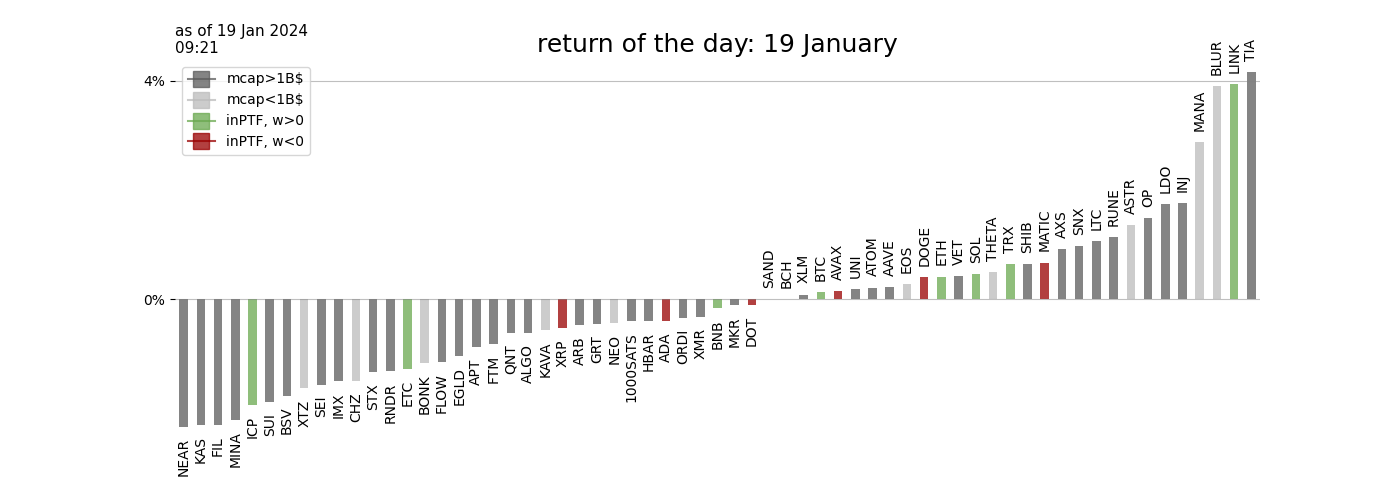 as of 19 Jan 2024
09:21
return of the day: 19 January
4%
0%
mcap>1B$
mcap<1B$
inPTF, w>0
inPTF, w<0
NEAR
KAS
FIL
MINA
ICP
SUI
BSV
XTZ
SEI
IMX
CHZ
STX
RNDR
ETC
BONK
FLOW
EGLD
APT
FTM
QNT
ALGO
KAVA
XRP
ARB
GRT
NEO
1000SATS
HBAR
ADA
ORDI
XMR
BNB
MKR
DOT
SAND
BCH
XLM
BTC
AVAX
UNI
ATOM
AAVE
EOS
DOGE
ETH
VET
SOL
THETA
TRX
SHIB
MATIC
AXS
SNX
LTC
RUNE
ASTR
OP
LDO
INJ
MANA
BLUR
LINK
TIA